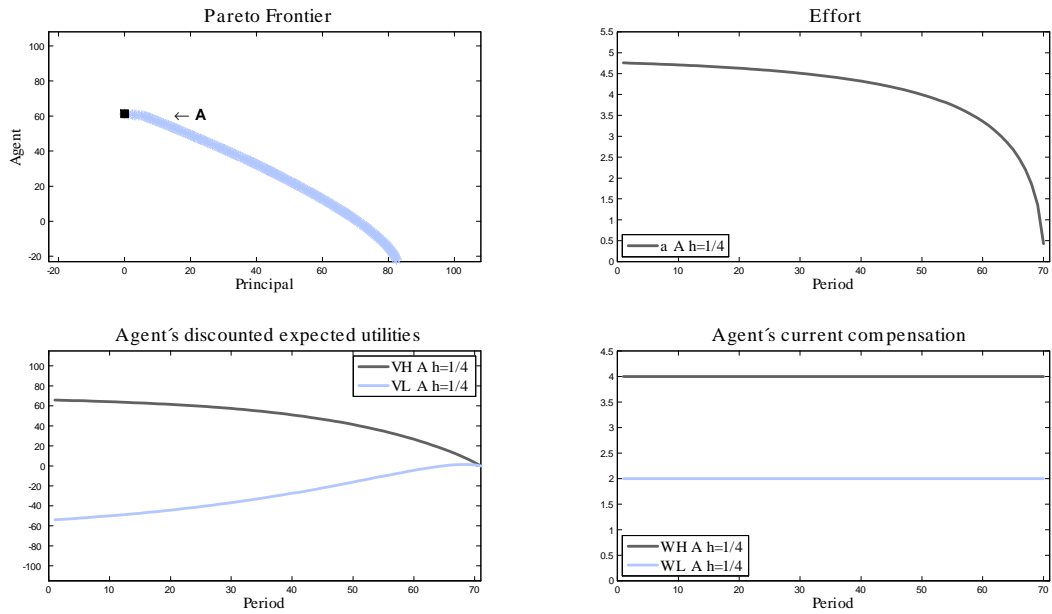 Pareto Frontier
100
80
60
40
20
0
-20
-20 0 20 40 60 80 100
Agent
Principal
← A
Effort
5.5
5
4.5
4
3.5
3
2.5
2
1.5
1
0.5
0
0 10 20 30 40 50 60 70
Period
a A h=1/4
Agent´s discounted expected utilities
100
80
60
40
20
0
-20
-40
-60
-80
-100
0 10 20 30 40 50 60 70
Period
VH A h=1/4
VL A h=1/4
Agent´s current compensation
4.5
4
3.5
3
2.5
2
1.5
1
0.5
0
0 10 20 30 40 50 60 70
Period
WH A h=1/4
WL A h=1/4